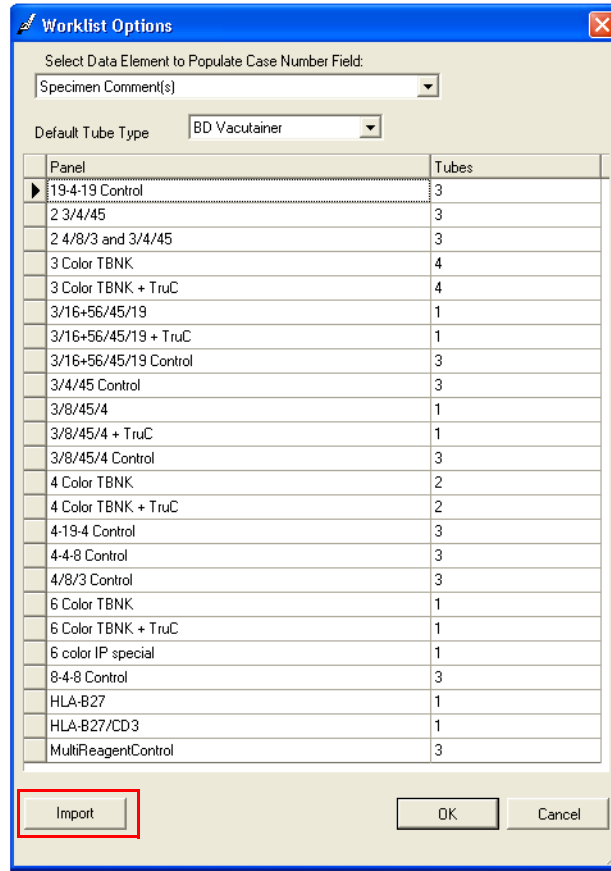 Worklist Options
Select Data Element to Populate Case Number Field:
Specimen Comment(s)
Default Tube Type BD Vacutainer
Panel Tubes
19-4-19 Control 3
2 3/4/45 3
2 4/8/3 and 3/4/45 3
3 Color TBNK 4
3 Color TBNK + TruC 4
3/16+56/45/19 1
3/16+56/45/19 + TruC 1
3/16+56/45/19 Control 3
3/4/45 Control 3
3/8/45/4 1
3/8/45/4 + TruC 1
3/8/45/4 Control 3
4 Color TBNK 2
4 Color TBNK + TruC 2
4-19-4 Control 3
4-4-8 Control 3
4/8/3 Control 3
6 Color TBNK 1
6 Color TBNK + TruC 1
6 color IP special 1
8-4-8 Control 3
HLA-B27 1
HLA-B27/CD3 1
MultiReagentControl 3
Import OK Cancel